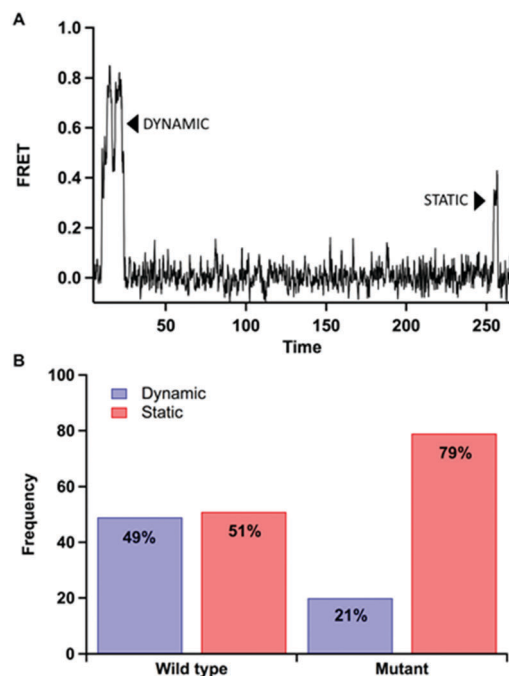 A
1.0
0.8
DYNAMIC
0.6
FRET
0.4
STATIC
0.2
0.0
50 100 150 200 250
Time
B
100
Dynamic
Static
80
79%
60
Frequency
49% 51%
40
20
21%
0
Wild type Mutant